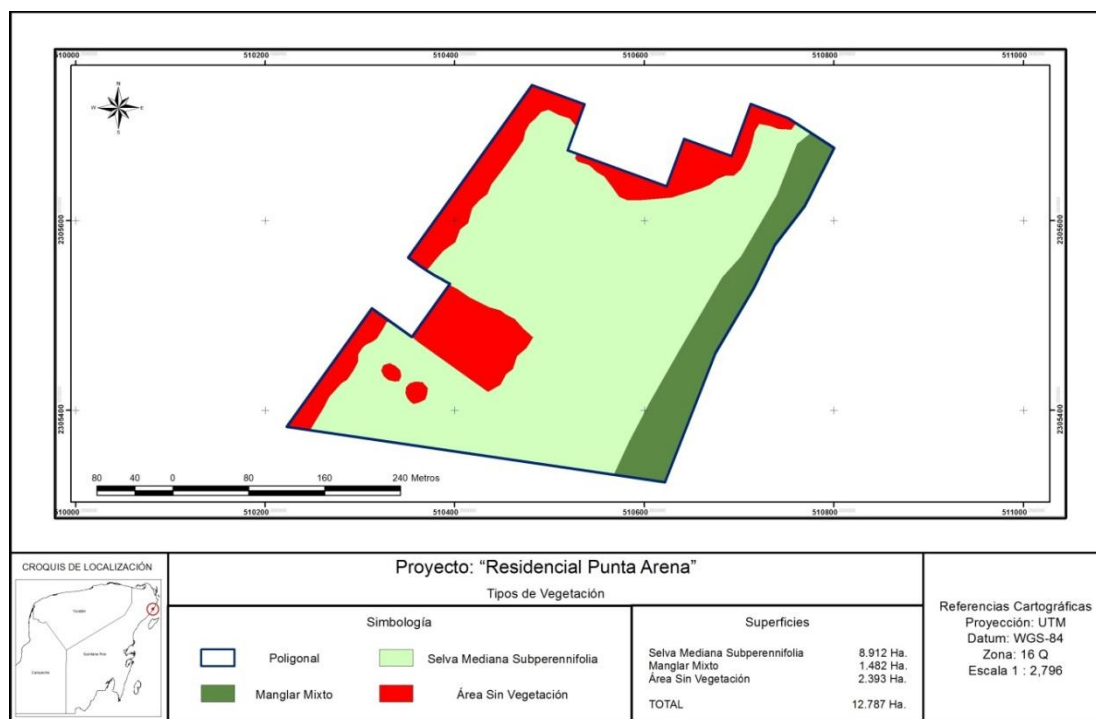 510000 510200 510400 510600 510800 511000
N
W E
S
2305600 2305600
2305400 2305400
80 40 0 80 160 240 Metros
510000 510200 510400 510600 510800 511000
CROQUIS DE LOCALIZACIÓN
Yucatán
Quintana Roo
Campeche
Proyecto: “Residencial Punta Arena”
Tipos de Vegetación
Simbología
Poligonal
Selva Mediana Subperennifolia
Manglar Mixto
Área Sin Vegetación
Superficies
Selva Mediana Subperennifolia 8.912 Ha.
Manglar Mixto 1.482 Ha.
Área Sin Vegetación 2.393 Ha.
TOTAL 12.787 Ha.
Referencias Cartográficas
Proyección: UTM
Datum: WGS-84
Zona: 16 Q
Escala 1 : 2,796